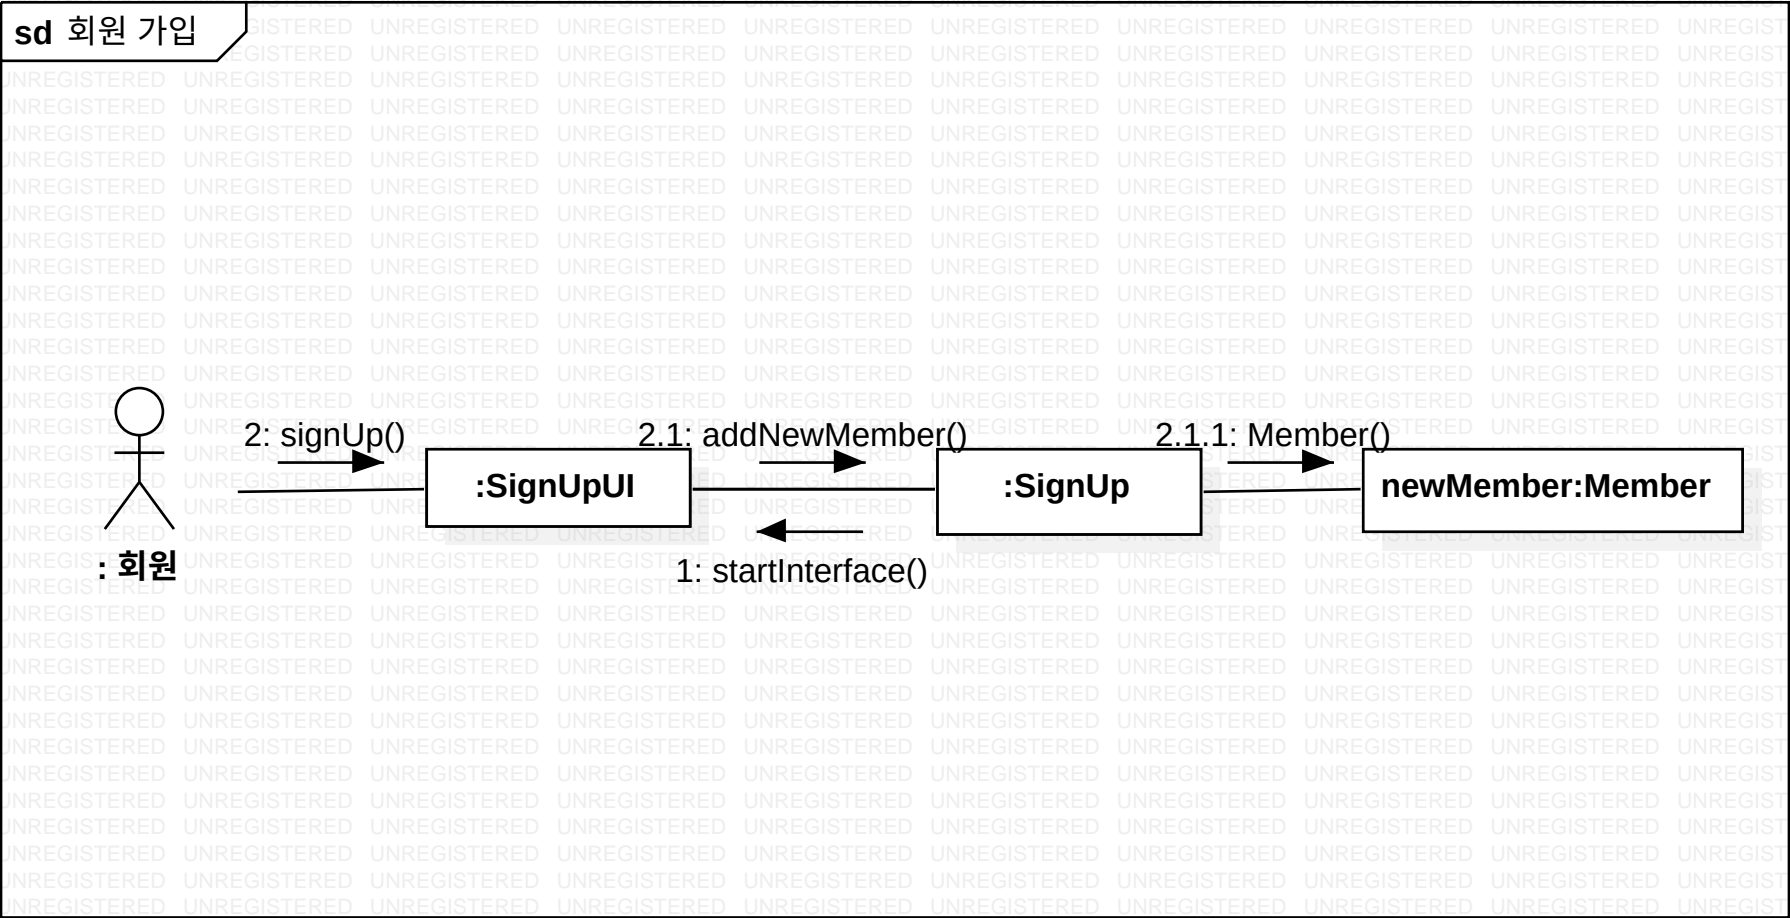 sd 회원 가입
2: signUp()
2.1: addNewMember()
2.1.1: Member()
:SignUpUI
:SignUp
newMember:Member
1: startInterface()
: 회원
UNREGISTERED